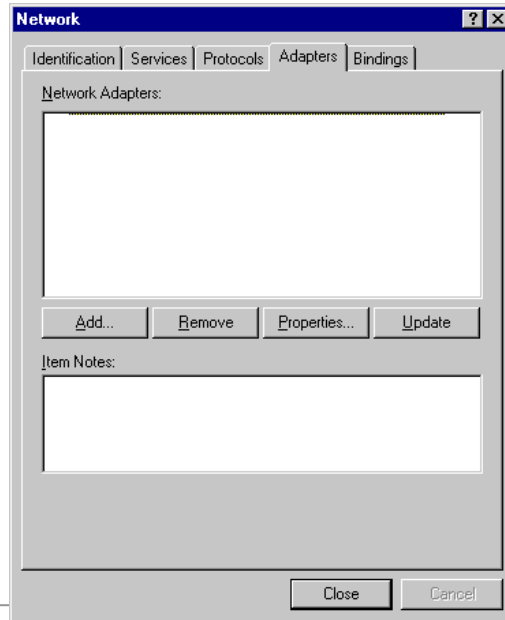 Network
Identification Services Protocols Adapters Bindings
Network Adapters:
Add... Remove Properties... Update
Item Notes:
Close Cancel